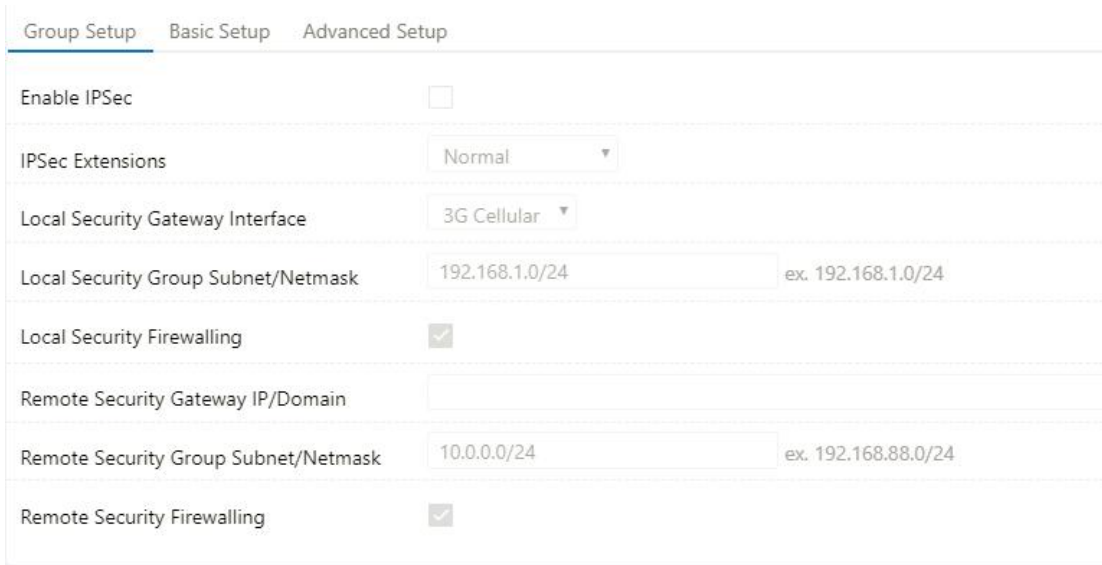 Group Setup Basic Setup Advanced Setup
Enable IPSec
IPSec Extensions Normal
Local Security Gateway Interface 3G Cellular
Local Security Group Subnet/Netmask 192.168.1.0/24 ex. 192.168.1.0/24
Local Security Firewalling
Remote Security Gateway IP/Domain
Remote Security Group Subnet/Netmask 10.0.0.0/24 ex. 192.168.88.0/24
Remote Security Firewalling